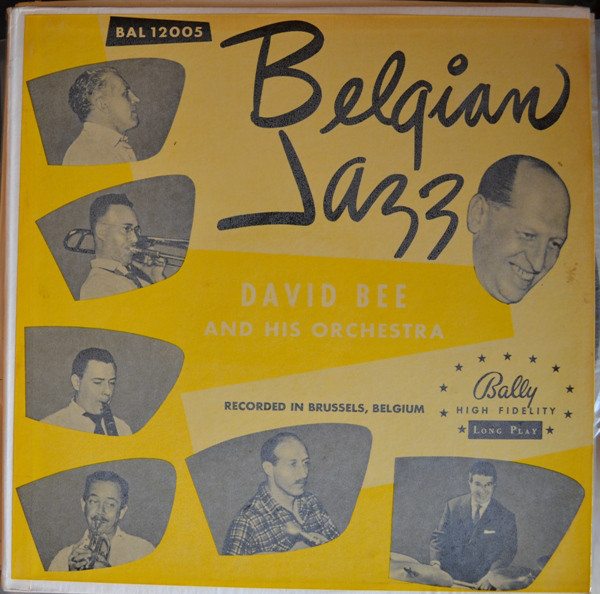 BAL 12005
Belgian
Jazz
DAVID BEE
AND HIS ORCHESTRA
RECORDED IN BRUSSELS, BELGIUM
Bally
HIGH FIDELITY
LONG PLAY